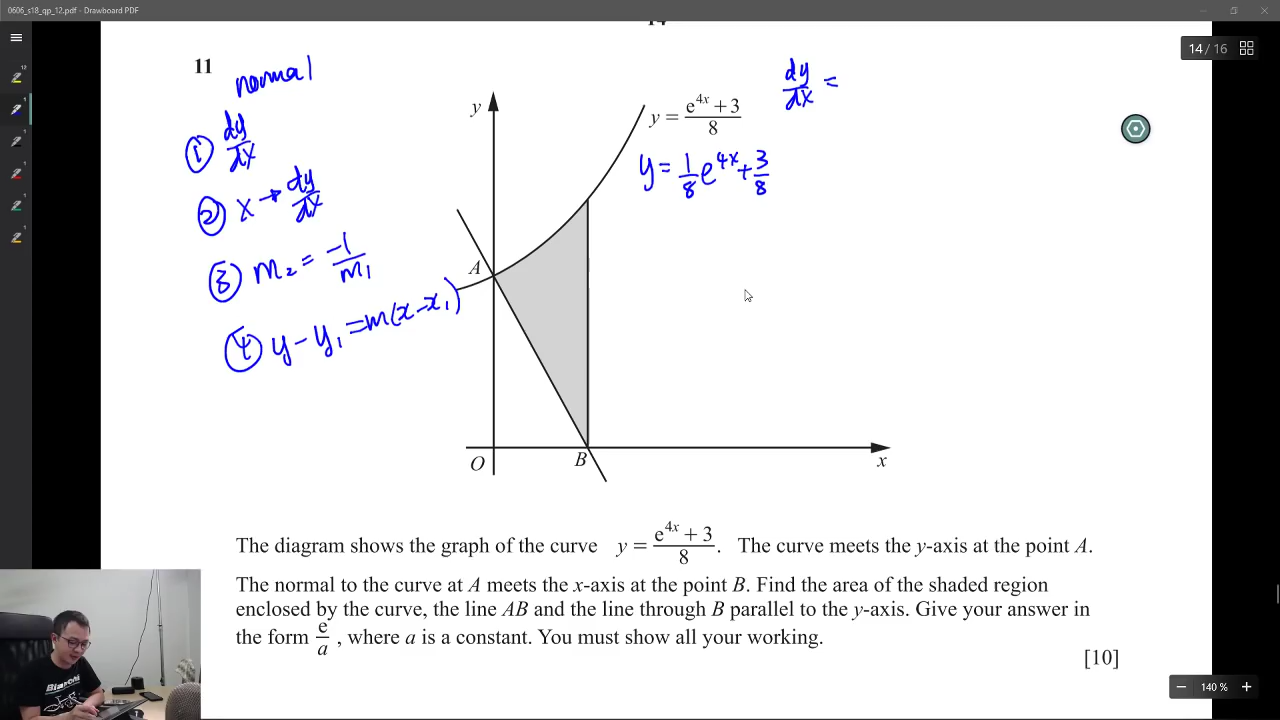 0606_s18_qp_12.pdf - Drawboard PDF
14 / 16
11
normal
① dy/dx
② x → dy/dx
③ m₂ = -1/m₁
④ y - y₁ = m(x - x₁)
y
y = (e^{4x} + 3)/8
dy/dx =
y = 1/8 e^{4x} + 3/8
A
O
B
x
The diagram shows the graph of the curve y = (e^{4x} + 3)/8. The curve meets the y-axis at the point A.
The normal to the curve at A meets the x-axis at the point B. Find the area of the shaded region
enclosed by the curve, the line AB and the line through B parallel to the y-axis. Give your answer in
the form e/a, where a is a constant. You must show all your working.
[10]
140 %